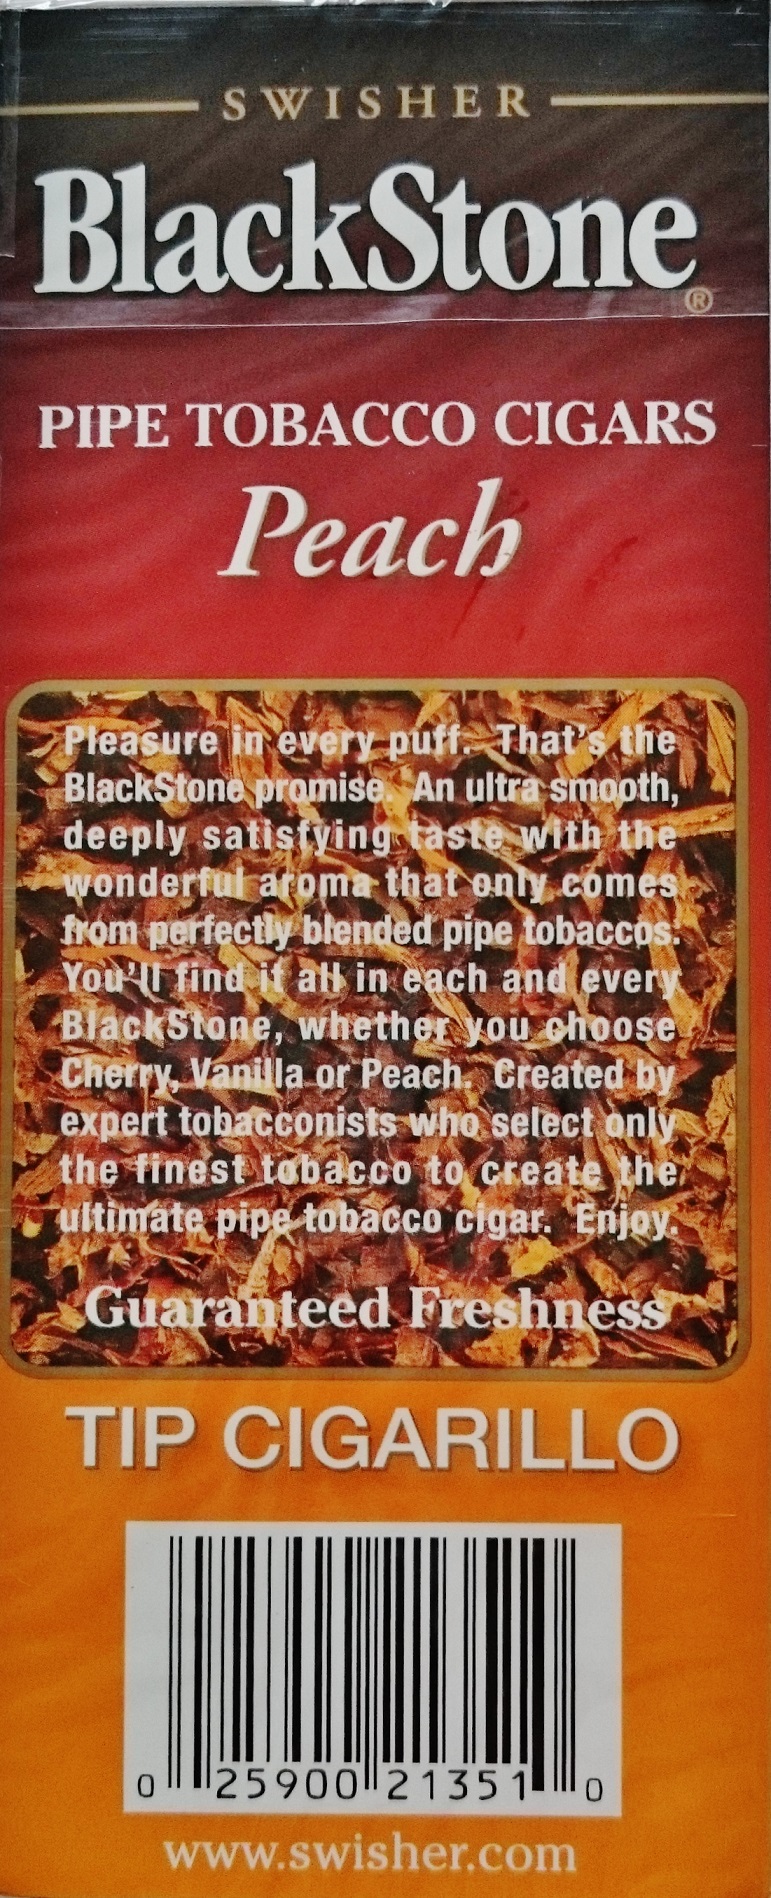 SWISHER
BlackStone®
PIPE TOBACCO CIGARS
Peach
Pleasure in every puff. That's the
BlackStone promise. An ultra smooth,
deeply satisfying taste with the
wonderful aroma that only comes
from perfectly blended pipe tobaccos.
You'll find it all in each and every
BlackStone, whether you choose
Cherry, Vanilla or Peach. Created by
expert tobacconists who select only
the finest tobacco to create the
ultimate pipe tobacco cigar. Enjoy.
Guaranteed Freshness
TIP CIGARILLO
0 25900 21351 0
www.swisher.com